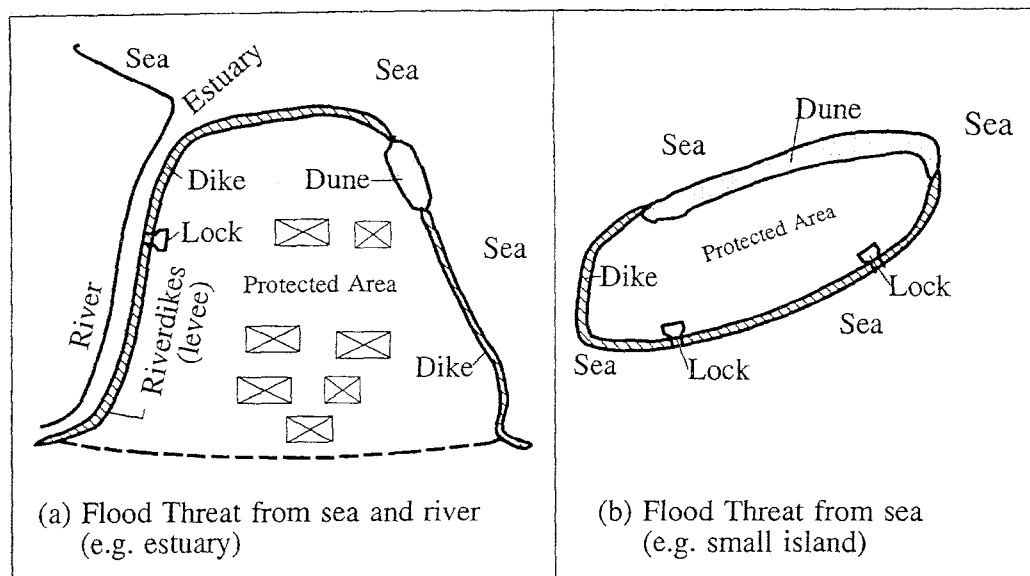 Sea
Estuary
Sea
Dike
Dune
Lock
Sea
Protected Area
River
Riverdikes
(levee)
Dike
(a) Flood Threat from sea and river
(e.g. estuary)
Dune
Sea
Sea
Protected Area
Dike
Lock
Sea
Sea
Lock
(b) Flood Threat from sea
(e.g. small island)